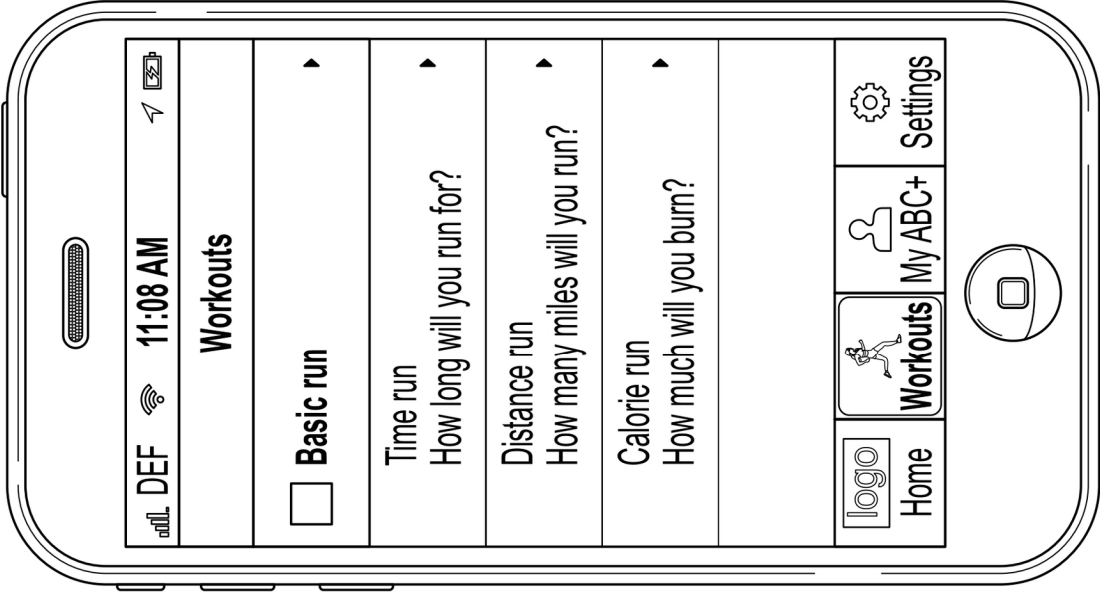 DEF 11:08 AM
Workouts
Basic run
Time run
How long will you run for?
Distance run
How many miles will you run?
Calorie run
How much will you burn?
logo
Home
Workouts
My ABC+
Settings